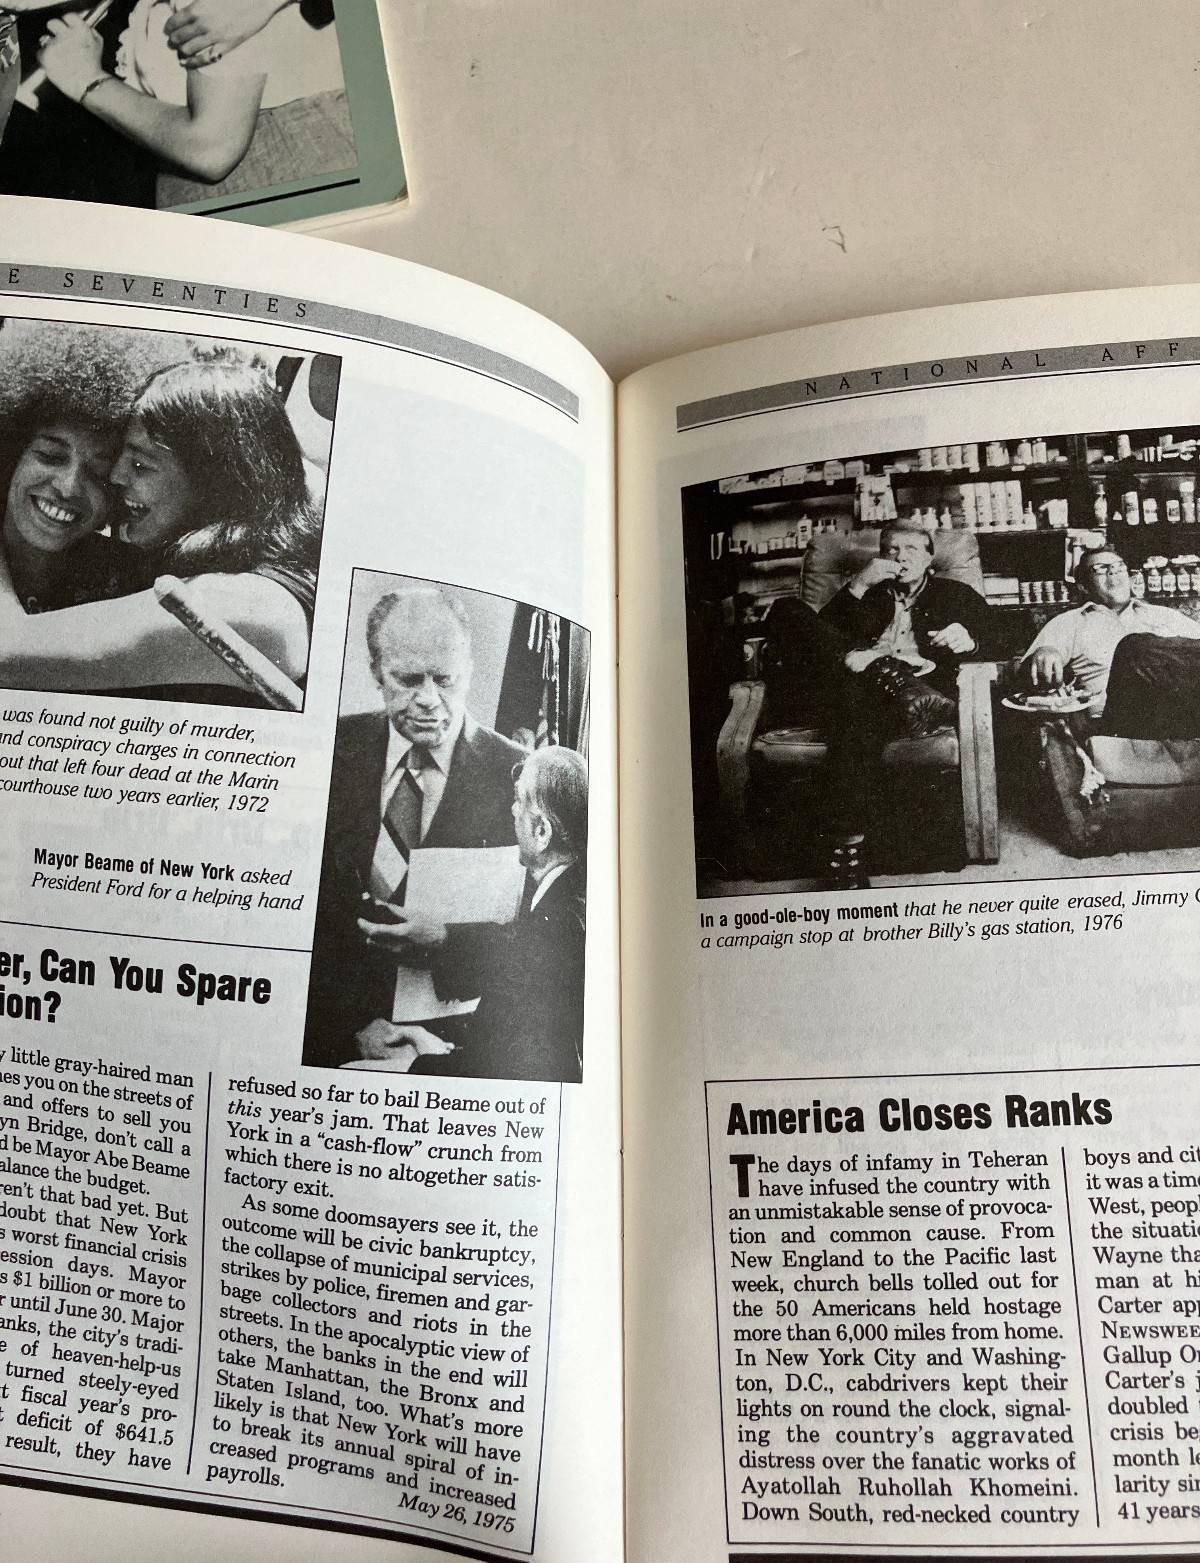 E SEVENTIES
was found not guilty of murder,
and conspiracy charges in connection
out that left four dead at the Marin
courthouse two years earlier, 1972
Mayor Beame of New York asked
President Ford for a helping hand
er, Can You Spare
ion?
y little gray-haired man
es you on the streets of
and offers to sell you
yn Bridge, don't call a
d be Mayor Abe Beame
alance the budget.
ren't that bad yet. But
doubt that New York
s worst financial crisis
ession days. Mayor
s $1 billion or more to
r until June 30. Major
anks, the city's tradi-
e of heaven-help-us
turned steely-eyed
t fiscal year's pro-
deficit of $641.5
result, they have
refused so far to bail Beame out of
this year's jam. That leaves New
York in a "cash-flow" crunch from
which there is no altogether satis-
factory exit.
As some doomsayers see it, the
outcome will be civic bankruptcy,
the collapse of municipal services,
strikes by police, firemen and gar-
bage collectors and riots in the
streets. In the apocalyptic view of
others, the banks in the end will
take Manhattan, the Bronx and
Staten Island, too. What's more
likely is that New York will have
to break its annual spiral of in-
creased programs and increased
payrolls.
May 26, 1975
NATIONAL AFF
In a good-ole-boy moment that he never quite erased, Jimmy C
a campaign stop at brother Billy's gas station, 1976
America Closes Ranks
The days of infamy in Teheran
have infused the country with
an unmistakable sense of provoca-
tion and common cause. From
New England to the Pacific last
week, church bells tolled out for
the 50 Americans held hostage
more than 6,000 miles from home.
In New York City and Washing-
ton, D.C., cabdrivers kept their
lights on round the clock, signal-
ing the country's aggravated
distress over the fanatic works of
Ayatollah Ruhollah Khomeini.
Down South, red-necked country
boys and cit
it was a time
West, peop
the situati
Wayne tha
man at hi
Carter app
NEWSWEE
Gallup Or
Carter's j
doubled
crisis be
month le
larity sin
41 years